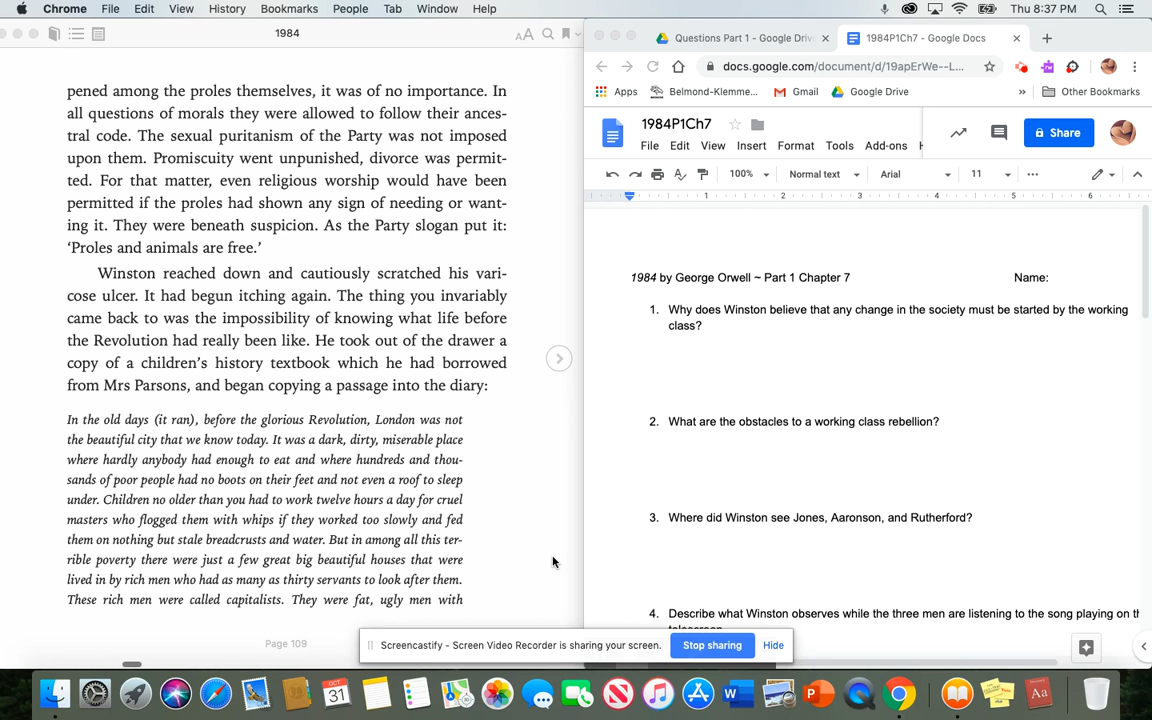 Chrome File Edit View History Bookmarks People Tab Window Help Thu 8:37 PM
1984
AA
pened among the proles themselves, it was of no importance. In
all questions of morals they were allowed to follow their ances-
tral code. The sexual puritanism of the Party was not imposed
upon them. Promiscuity went unpunished, divorce was permit-
ted. For that matter, even religious worship would have been
permitted if the proles had shown any sign of needing or want-
ing it. They were beneath suspicion. As the Party slogan put it:
‘Proles and animals are free.’
Winston reached down and cautiously scratched his vari-
cose ulcer. It had begun itching again. The thing you invariably
came back to was the impossibility of knowing what life before
the Revolution had really been like. He took out of the drawer a
copy of a children’s history textbook which he had borrowed
from Mrs Parsons, and began copying a passage into the diary:
In the old days (it ran), before the glorious Revolution, London was not
the beautiful city that we know today. It was a dark, dirty, miserable place
where hardly anybody had enough to eat and where hundreds and thou-
sands of poor people had no boots on their feet and not even a roof to sleep
under. Children no older than you had to work twelve hours a day for cruel
masters who flogged them with whips if they worked too slowly and fed
them on nothing but stale breadcrusts and water. But in among all this ter-
rible poverty there were just a few great big beautiful houses that were
lived in by rich men who had as many as thirty servants to look after them.
These rich men were called capitalists. They were fat, ugly men with
Page 109
Questions Part 1 - Google Driv
1984P1Ch7 - Google Docs
docs.google.com/document/d/19apErWe--L...
Apps Belmond-Klemme... Gmail Google Drive » Other Bookmarks
1984P1Ch7
File Edit View Insert Format Tools Add-ons
Share
100% Normal text Arial 11
1 2 3 4 5 6
1984 by George Orwell ~ Part 1 Chapter 7 Name:
1. Why does Winston believe that any change in the society must be started by the working
class?
2. What are the obstacles to a working class rebellion?
3. Where did Winston see Jones, Aaronson, and Rutherford?
4. Describe what Winston observes while the three men are listening to the song playing on th
Screencastify - Screen Video Recorder is sharing your screen. Stop sharing Hide
OCT
31
W
P
Aa